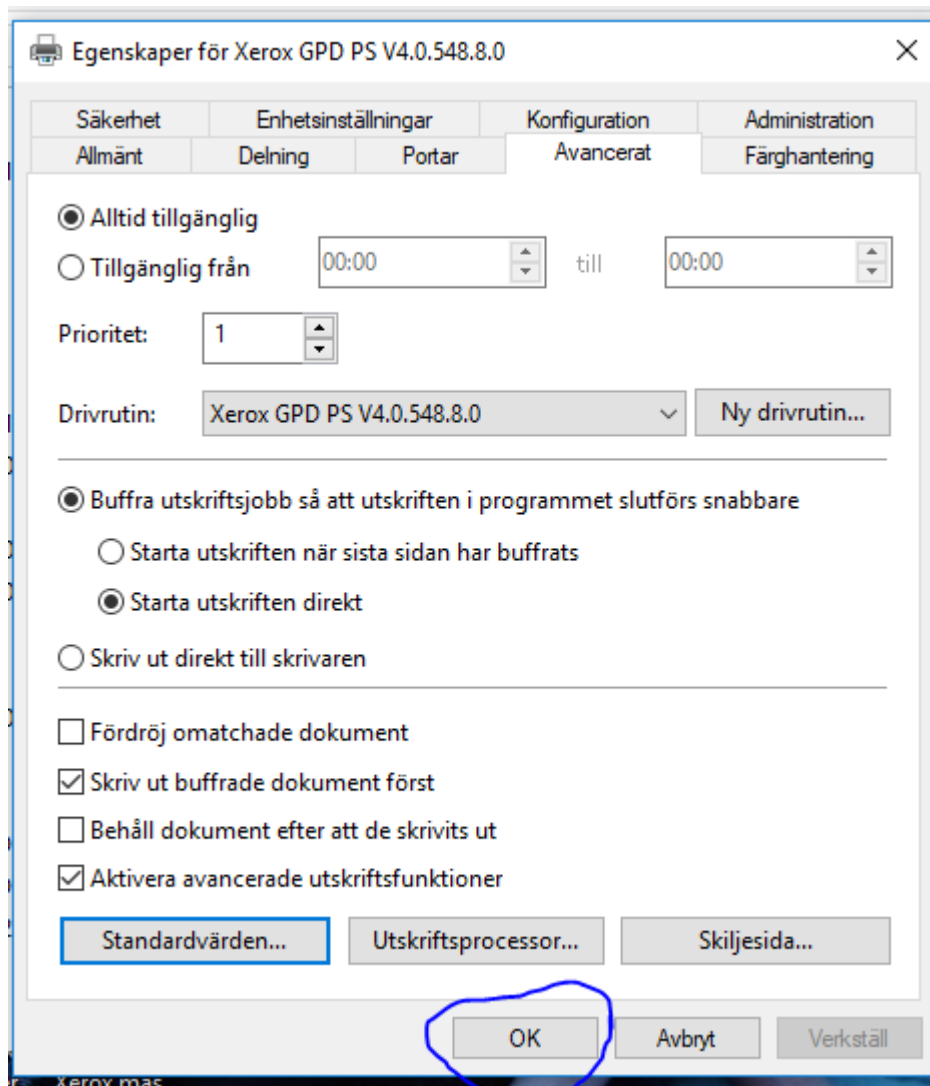 Egenskaper för Xerox GPD PS V4.0.548.8.0
Säkerhet Enhetsinställningar Konfiguration Administration
Allmänt Delning Portar Avancerat Färghantering
Alltid tillgänglig
Tillgänglig från 00:00 till 00:00
Prioritet: 1
Drivrutin: Xerox GPD PS V4.0.548.8.0 Ny drivrutin...
Buffra utskriftsjobb så att utskriften i programmet slutförs snabbare
Starta utskriften när sista sidan har buffrats
Starta utskriften direkt
Skriv ut direkt till skrivaren
Fördröj omatchade dokument
Skriv ut buffrade dokument först
Behåll dokument efter att de skrivits ut
Aktivera avancerade utskriftsfunktioner
Standardvärden... Utskriftsprocessor... Skiljesida...
OK Avbryt Verkställ
Xerox mas